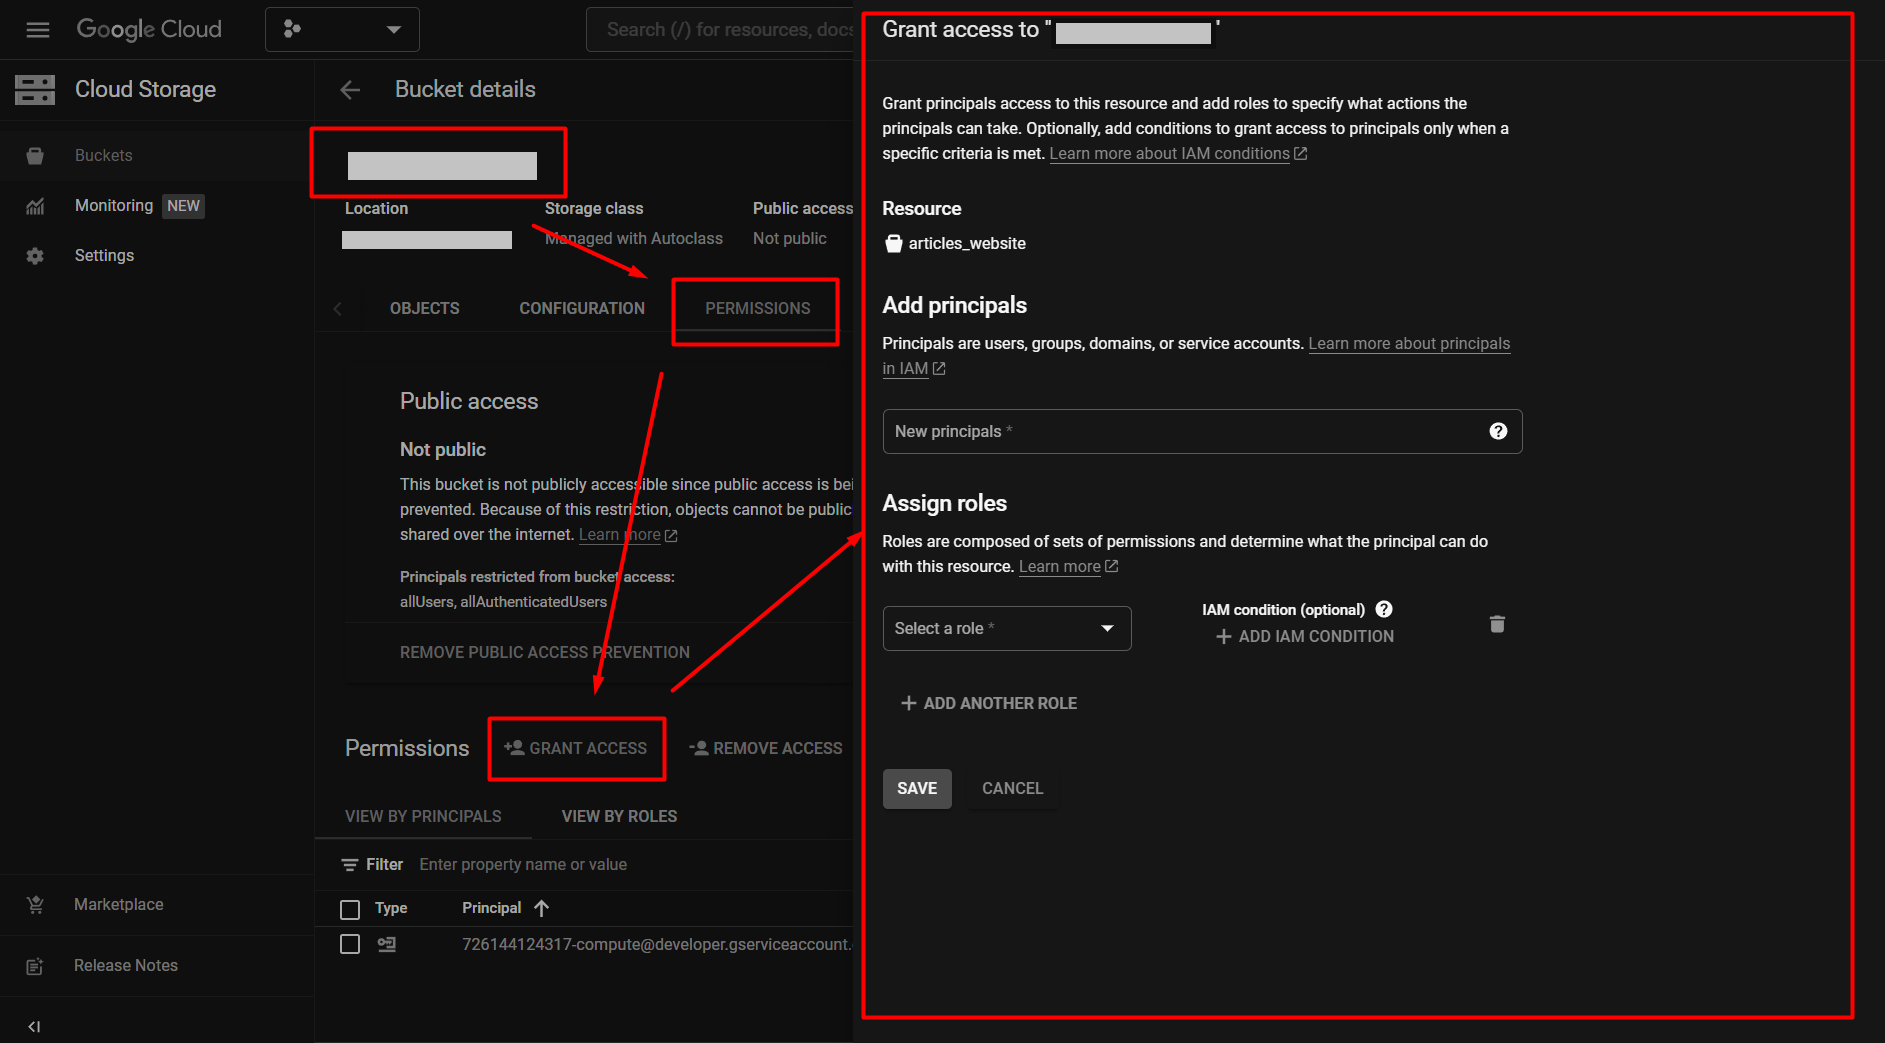 Google Cloud
Search (/) for resources, docs
Cloud Storage
Buckets
Monitoring NEW
Settings
Marketplace
Release Notes
Bucket details
Location
Storage class
Managed with Autoclass
Public access
Not public
OBJECTS
CONFIGURATION
PERMISSIONS
Public access
Not public
This bucket is not publicly accessible since public access is bei
prevented. Because of this restriction, objects cannot be public
shared over the internet. Learn more
Principals restricted from bucket access:
allUsers, allAuthenticatedUsers
REMOVE PUBLIC ACCESS PREVENTION
Permissions
GRANT ACCESS
REMOVE ACCESS
VIEW BY PRINCIPALS
VIEW BY ROLES
Filter Enter property name or value
Type Principal
726144124317-compute@developer.gserviceaccount.
Grant access to " '
Grant principals access to this resource and add roles to specify what actions the
principals can take. Optionally, add conditions to grant access to principals only when a
specific criteria is met. Learn more about IAM conditions
Resource
articles_website
Add principals
Principals are users, groups, domains, or service accounts. Learn more about principals
in IAM
New principals *
Assign roles
Roles are composed of sets of permissions and determine what the principal can do
with this resource. Learn more
Select a role *
IAM condition (optional)
+ ADD IAM CONDITION
+ ADD ANOTHER ROLE
SAVE
CANCEL